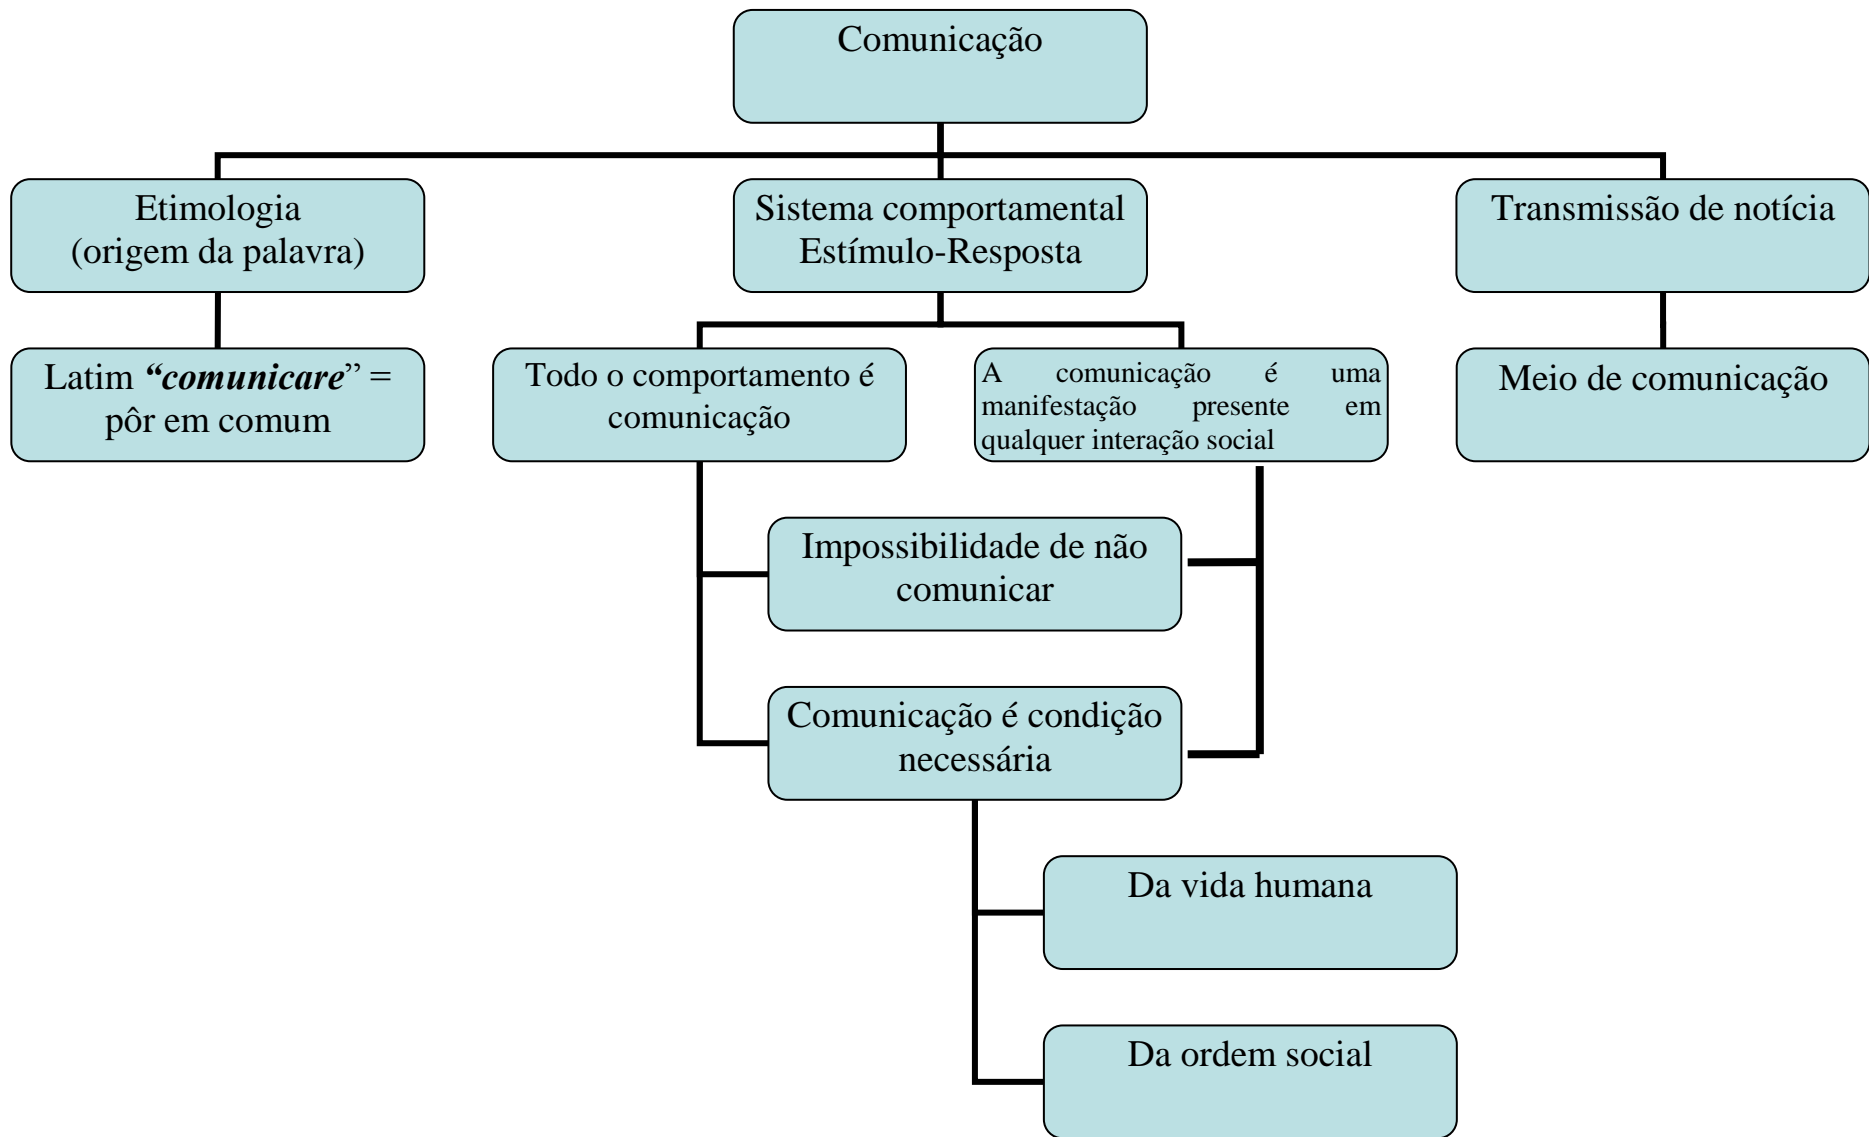 Comunicação
Etimologia
(origem da palavra)
Sistema comportamental
Estímulo-Resposta
Transmissão de notícia
Latim “comunicare” =
pôr em comum
Todo o comportamento é
comunicação
A comunicação é uma
manifestação presente em
qualquer interação social
Meio de comunicação
Impossibilidade de não
comunicar
Comunicação é condição
necessária
Da vida humana
Da ordem social